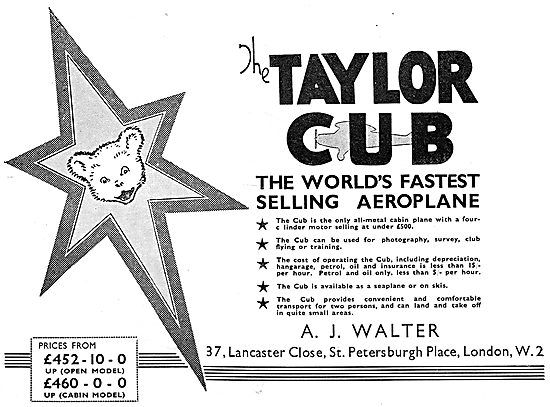 The
TAYLOR
CUB
THE WORLD'S FASTEST
SELLING AEROPLANE
★ The Cub is the only all-metal cabin plane with a four-
c linder motor selling at under £500.
★ The Cub can be used for photography, survey, club
flying or training.
★ The cost of operating the Cub, including depreciation,
hangarage, petrol, oil and insurance is less than 15/-
per hour. Petrol and oil only, less than 5/- per hour.
★ The Cub is available as a seaplane or on skis.
★ The Cub provides convenient and comfortable
transport for two persons, and can land and take off
in quite small areas.
A. J. WALTER
37, Lancaster Close, St. Petersburgh Place, London, W.2
PRICES FROM
£452-10-0
UP (OPEN MODEL)
£460-0-0
UP (CABIN MODEL)